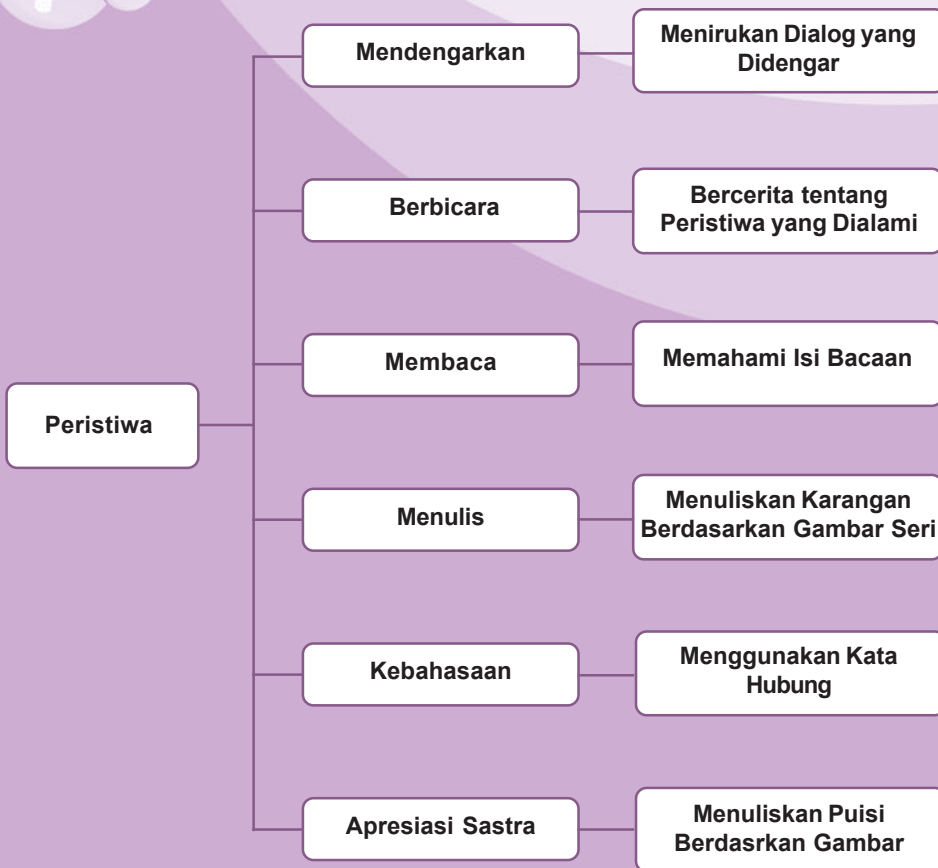 Mendengarkan
Menirukan Dialog yang
Didengar
Berbicara
Bercerita tentang
Peristiwa yang Dialami
Membaca
Memahami Isi Bacaan
Peristiwa
Menulis
Menuliskan Karangan
Berdasarkan Gambar Seri
Kebahasaan
Menggunakan Kata
Hubung
Apresiasi Sastra
Menuliskan Puisi
Berdasrkan Gambar